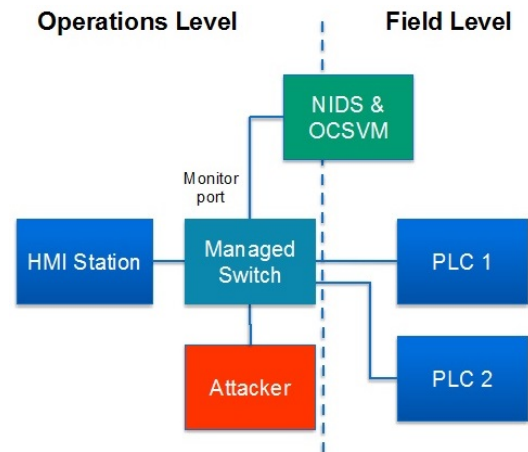 Operations Level
Field Level
NIDS &
OCSVM
Monitor
port
HMI Station
Managed
Switch
PLC 1
Attacker
PLC 2